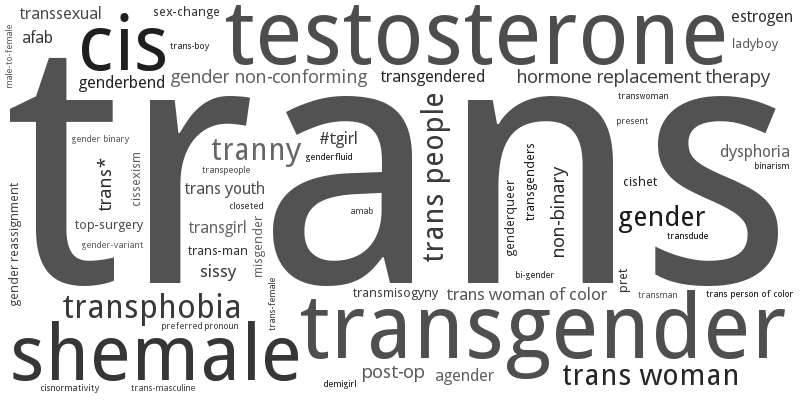 transsexual
sex-change
testosterone
estrogen
male-to-female
afab
cis
trans-boy
ladyboy
genderbend
gender non-conforming
transgendered
hormone replacement therapy
trans
transwoman
present
gender binary
tranny
#tgirl
genderfluid
trans people
dysphoria
binarism
trans*
cissexism
transpeople
trans youth
closeted
amab
genderqueer
transgenders
non-binary
cishet
gender reassignment
top-surgery
gender-variant
transgirl
misgender
trans-man
sissy
gender
transdude
bi-gender
pret
trans-female
transphobia
preferred pronoun
transmisogyny
trans woman of color
transman
trans person of color
shemale
transgender
cisnormativity
trans-masculine
demigirl
post-op
agender
trans woman